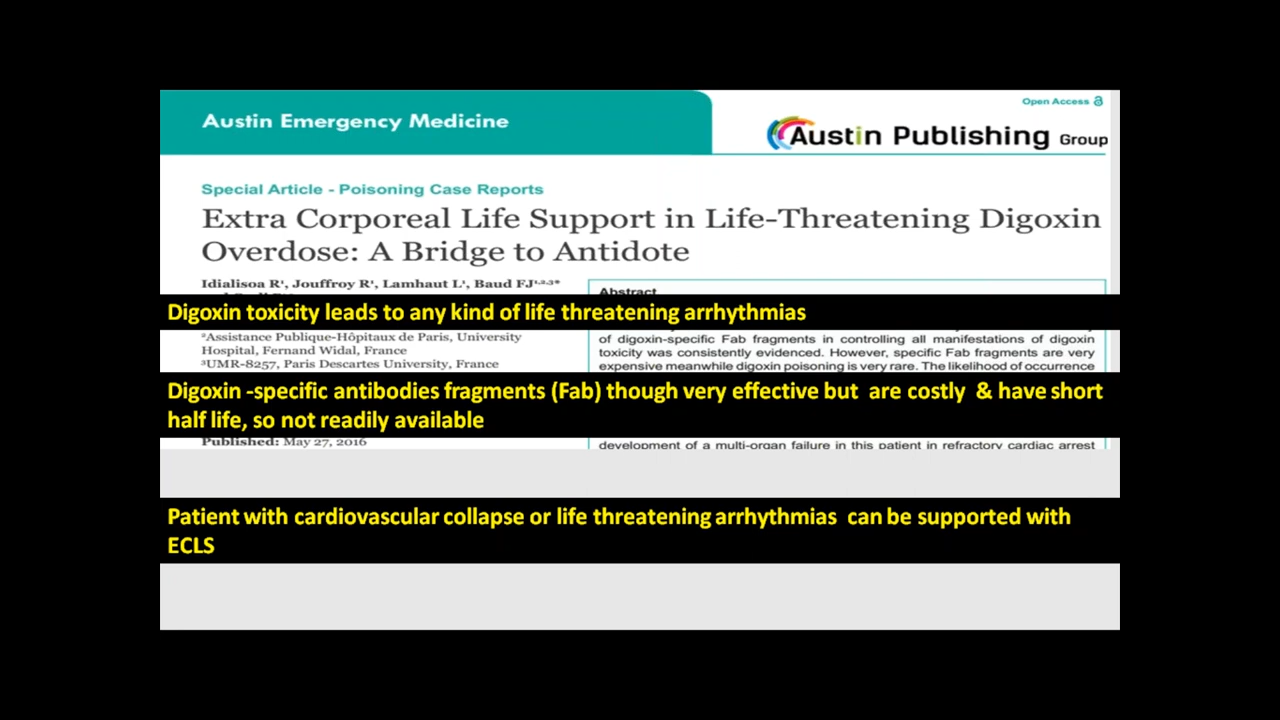 Open Access
Austin Emergency Medicine
Austin Publishing Group
Special Article - Poisoning Case Reports
Extra Corporeal Life Support in Life-Threatening Digoxin
Overdose: A Bridge to Antidote
Idialisoa R¹, Jouffroy R¹, Lamhaut L¹, Baud FJ¹,²,³*
Abstract
Digoxin toxicity leads to any kind of life threatening arrhythmias
²Assistance Publique-Hôpitaux de Paris, University
Hospital, Fernand Widal, France
³UMR-8257, Paris Descartes University, France
of digoxin-specific Fab fragments in controlling all manifestations of digoxin
toxicity was consistently evidenced. However, specific Fab fragments are very
expensive meanwhile digoxin poisoning is very rare. The likelihood of occurrence
Digoxin -specific antibodies fragments (Fab) though very effective but are costly & have short
half life, so not readily available
Published: May 27, 2016
development of a multi-organ failure in this patient in refractory cardiac arrest
Patient with cardiovascular collapse or life threatening arrhythmias can be supported with
ECLS